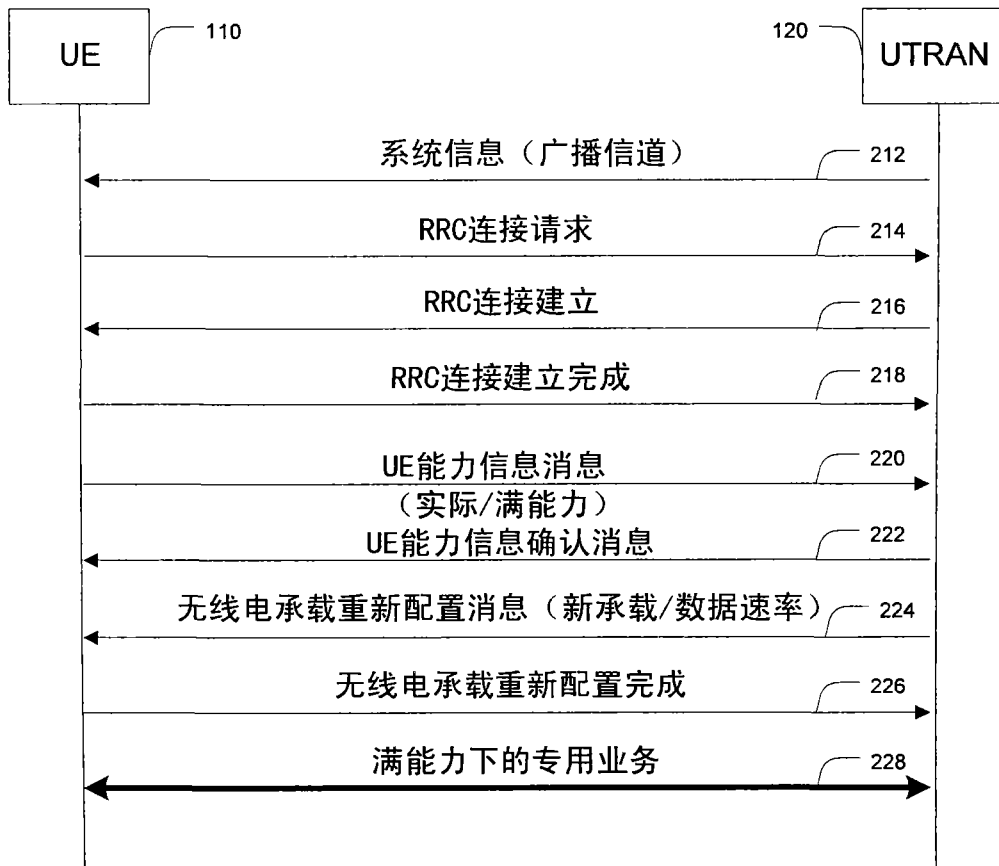 UE
110
120
UTRAN
系统信息（广播信道）
212
RRC连接请求
214
RRC连接建立
216
RRC连接建立完成
218
UE能力信息消息
220
（实际/满能力）
UE能力信息确认消息
222
无线电承载重新配置消息（新承载/数据速率）
224
无线电承载重新配置完成
226
满能力下的专用业务
228